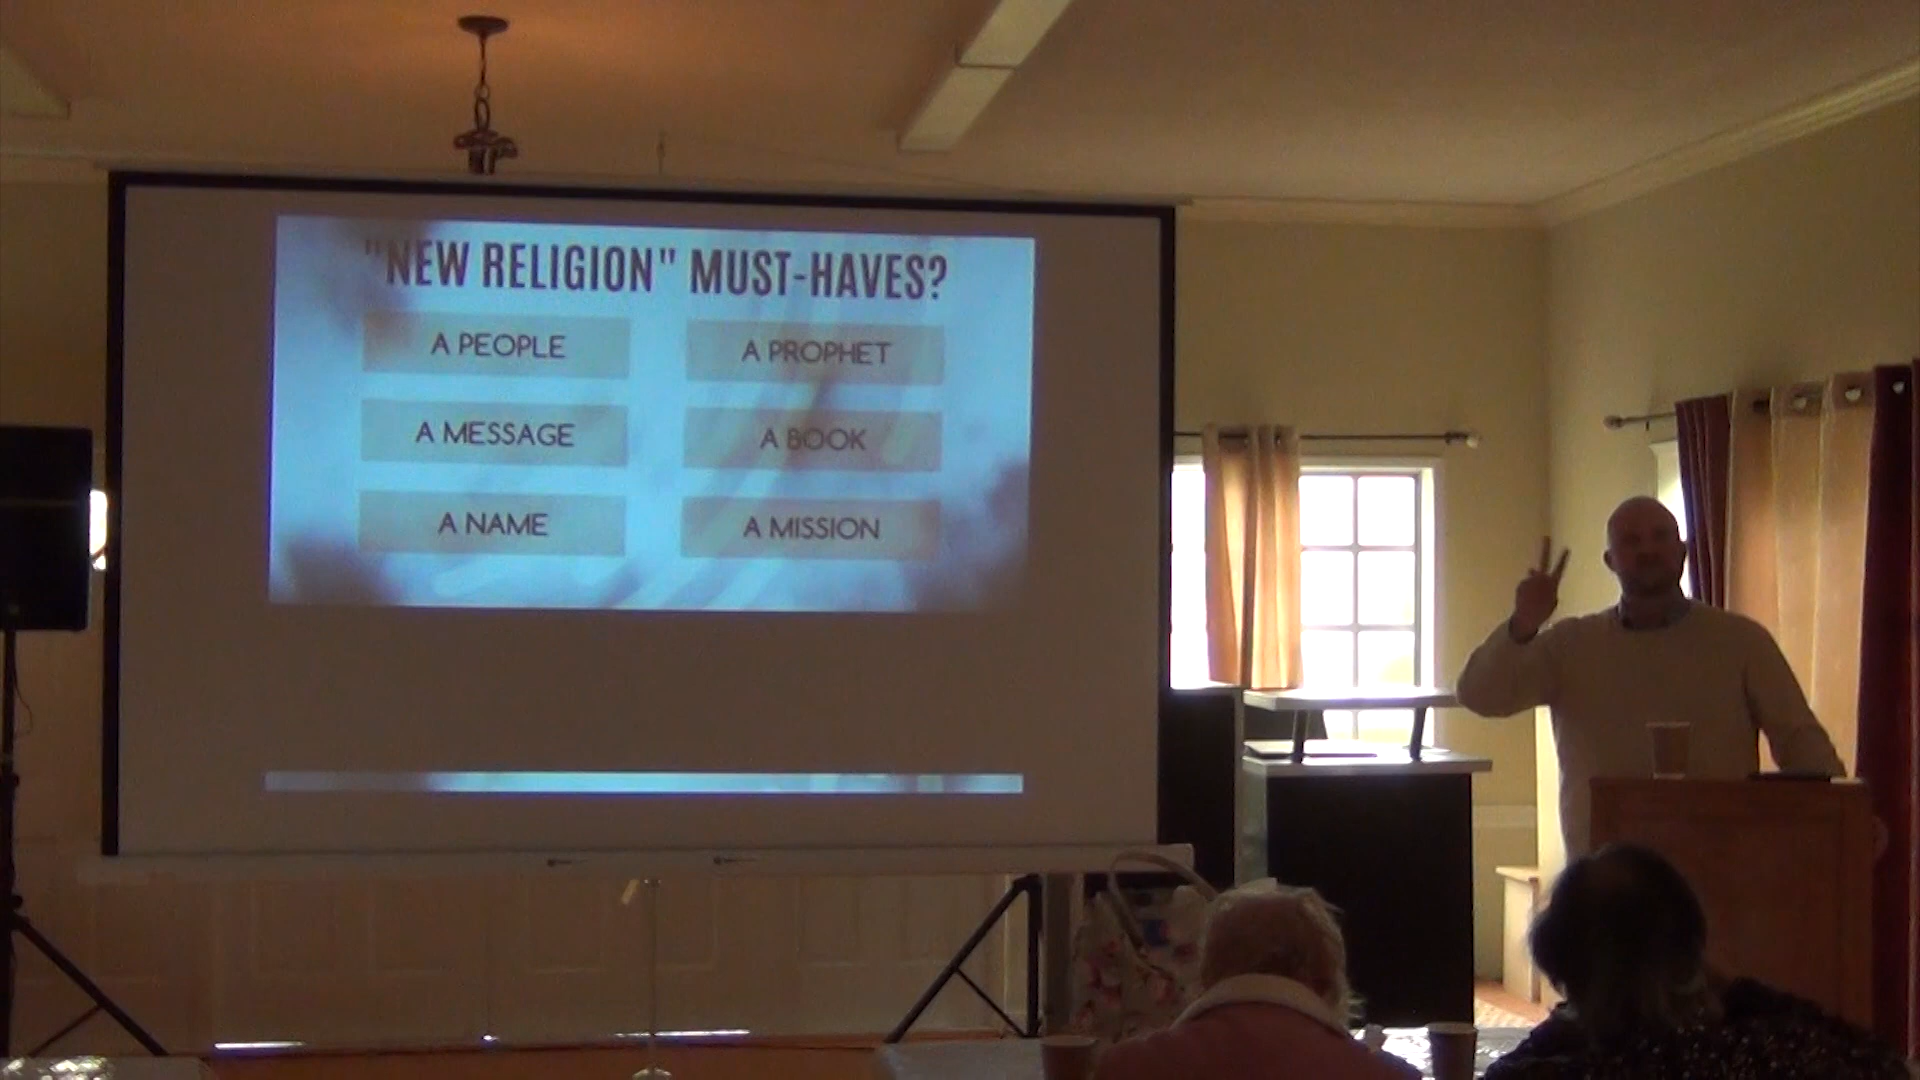 "NEW RELIGION" MUST-HAVES?
A PEOPLE
A PROPHET
A MESSAGE
A BOOK
A NAME
A MISSION